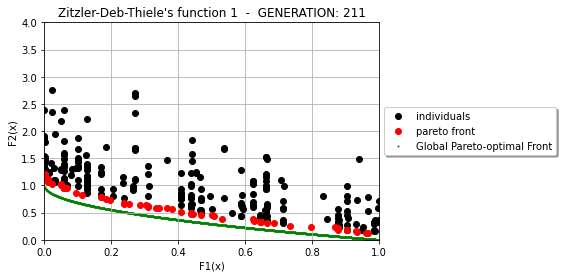 Zitzler-Deb-Thiele's function 1 - GENERATION: 211
4.0
3.5
3.0
2.5
2.0
1.5
1.0
0.5
0.0
F2(x)
0.0 0.2 0.4 0.6 0.8 1.0
F1(x)
individuals
pareto front
Global Pareto-optimal Front